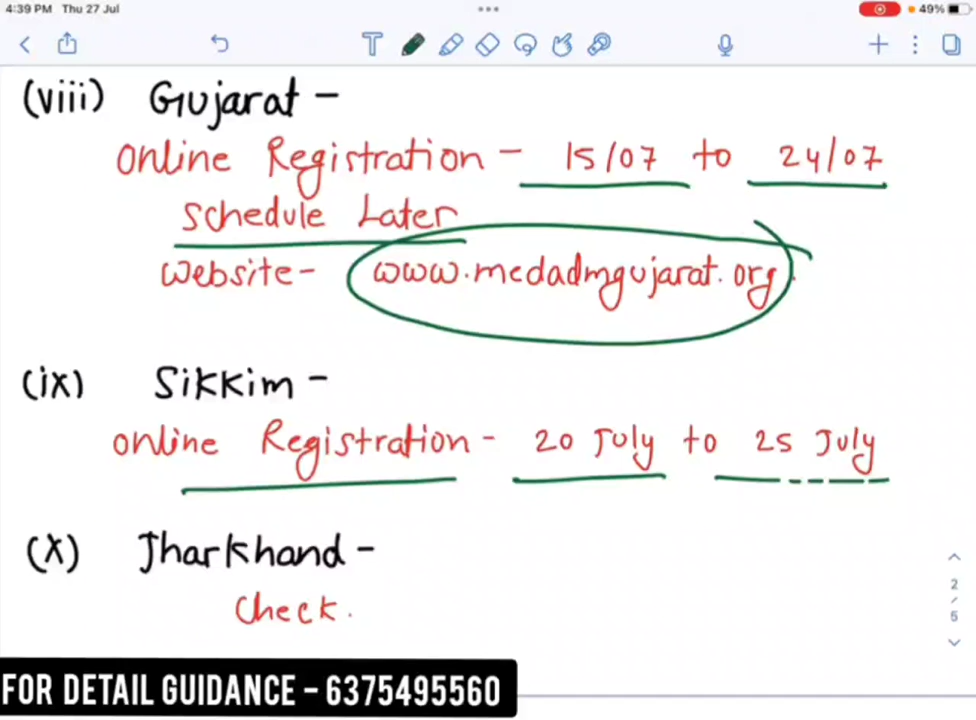 4:39 PM Thu 27 Jul
49%
T
(viii) Gujarat -
Online Registration - 15/07 to 24/07
Schedule Later
Website - www.medadmgujarat.org.
(ix) Sikkim -
Online Registration - 20 July to 25 July
(X) Jharkhand -
Check.
2
/
5
FOR DETAIL GUIDANCE - 6375495560